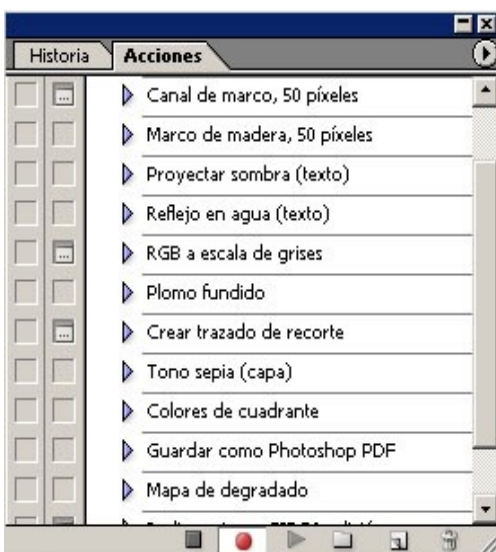 Historia Acciones
Canal de marco, 50 píxeles
Marco de madera, 50 píxeles
Proyectar sombra (texto)
Reflejo en agua (texto)
RGB a escala de grises
Plomo fundido
Crear trazado de recorte
Tono sepia (capa)
Colores de cuadrante
Guardar como Photoshop PDF
Mapa de degradado